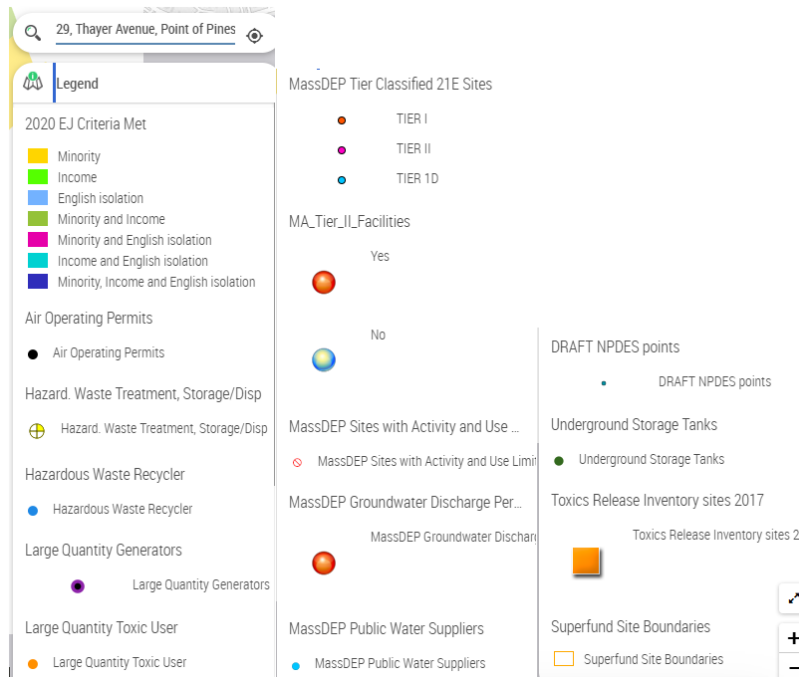 29, Thayer Avenue, Point of Pines
Legend
2020 EJ Criteria Met
Minority
Income
English isolation
Minority and Income
Minority and English isolation
Income and English isolation
Minority, Income and English isolation
Air Operating Permits
Air Operating Permits
Hazard. Waste Treatment, Storage/Disp
Hazard. Waste Treatment, Storage/Disp
Hazardous Waste Recycler
Hazardous Waste Recycler
Large Quantity Generators
Large Quantity Generators
Large Quantity Toxic User
Large Quantity Toxic User
MassDEP Tier Classified 21E Sites
TIER I
TIER II
TIER 1D
MA_Tier_II_Facilities
Yes
No
MassDEP Sites with Activity and Use ...
MassDEP Sites with Activity and Use Limit
MassDEP Groundwater Discharge Per...
MassDEP Groundwater Discharg
MassDEP Public Water Suppliers
MassDEP Public Water Suppliers
DRAFT NPDES points
DRAFT NPDES points
Underground Storage Tanks
Underground Storage Tanks
Toxics Release Inventory sites 2017
Toxics Release Inventory sites 2
Superfund Site Boundaries
Superfund Site Boundaries